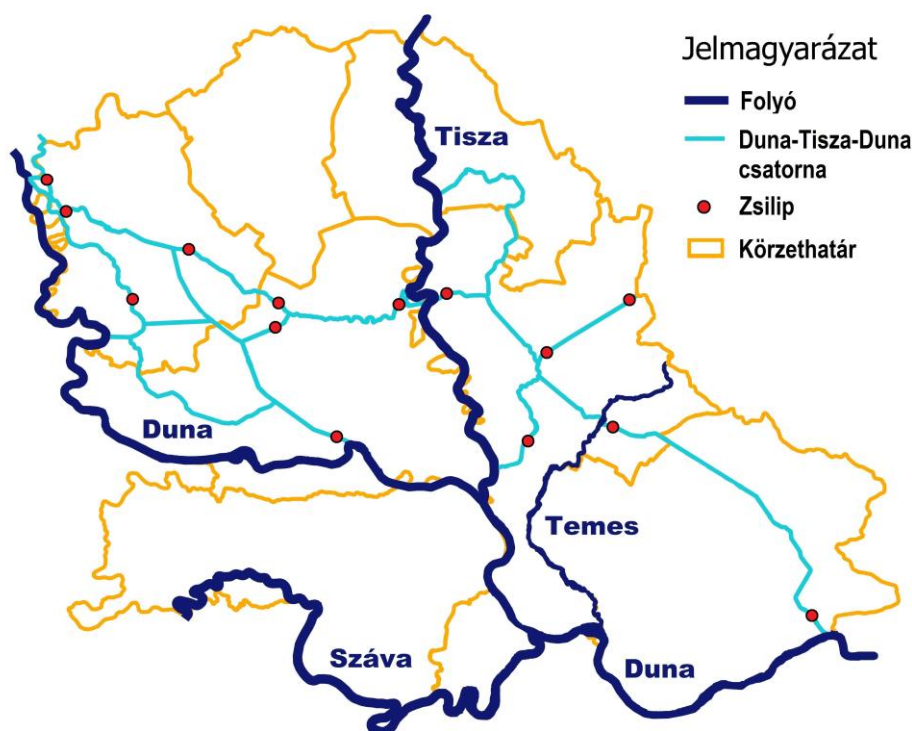 Jelmagyarázat
Folyó
Duna-Tisza-Duna
csatorna
Zsilip
Körzethatár
Tisza
Duna
Temes
Száva
Duna